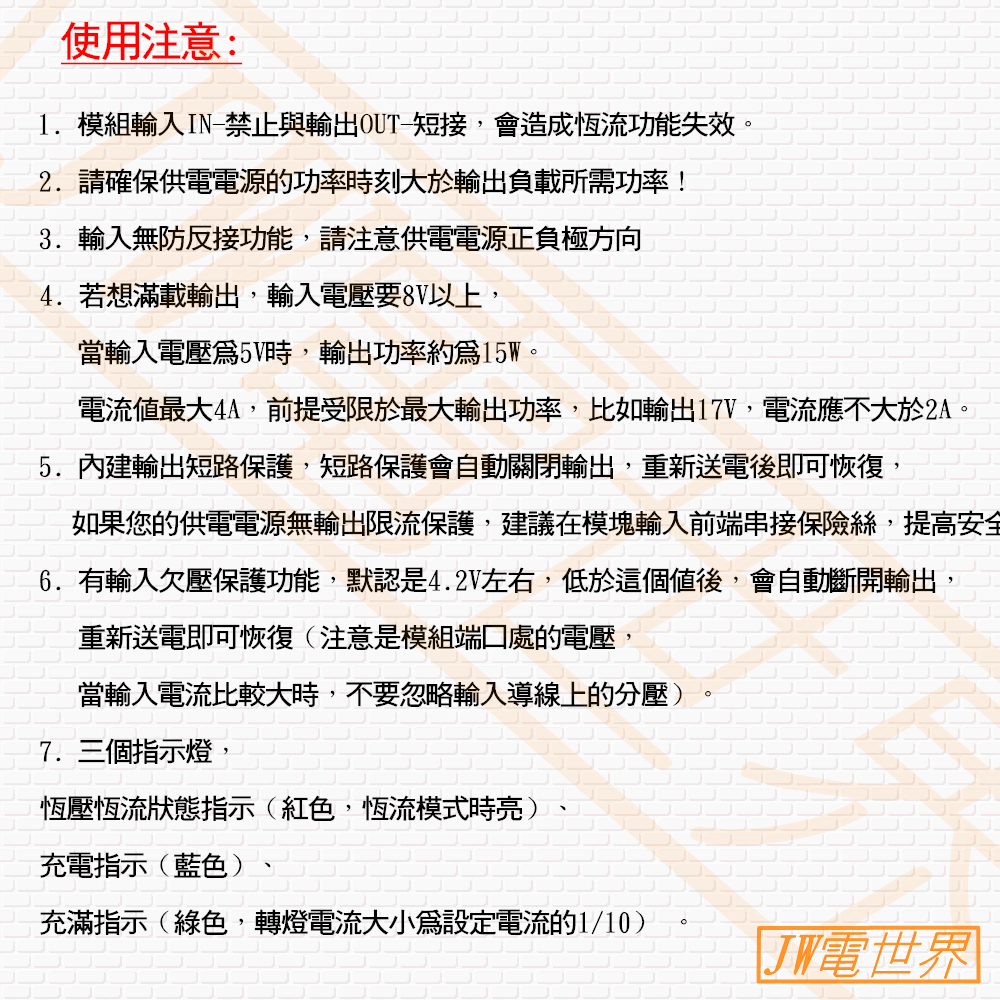 使用注意:
1. 模組輸入IN-禁止與輸出OUT-短接，會造成恆流功能失效。
2. 請確保供電電源的功率時刻大於輸出負載所需功率！
3. 輸入無防反接功能，請注意供電電源正負極方向
4. 若想滿載輸出，輸入電壓要8V以上，
當輸入電壓爲5V時，輸出功率約爲15W。
電流値最大4A，前提受限於最大輸出功率，比如輸出17V，電流應不大於2A。
5. 內建輸出短路保護，短路保護會自動關閉輸出，重新送電後即可恢復，
如果您的供電電源無輸出限流保護，建議在模塊輸入前端串接保險絲，提高安全
6. 有輸入欠壓保護功能，默認是4.2V左右，低於這個値後，會自動斷開輸出，
重新送電即可恢復（注意是模組端口處的電壓，
當輸入電流比較大時，不要忽略輸入導線上的分壓）。
7. 三個指示燈，
恆壓恆流狀態指示（紅色，恆流模式時亮）、
充電指示（藍色）、
充滿指示（綠色，轉燈電流大小爲設定電流的1/10） 。
JW電世界